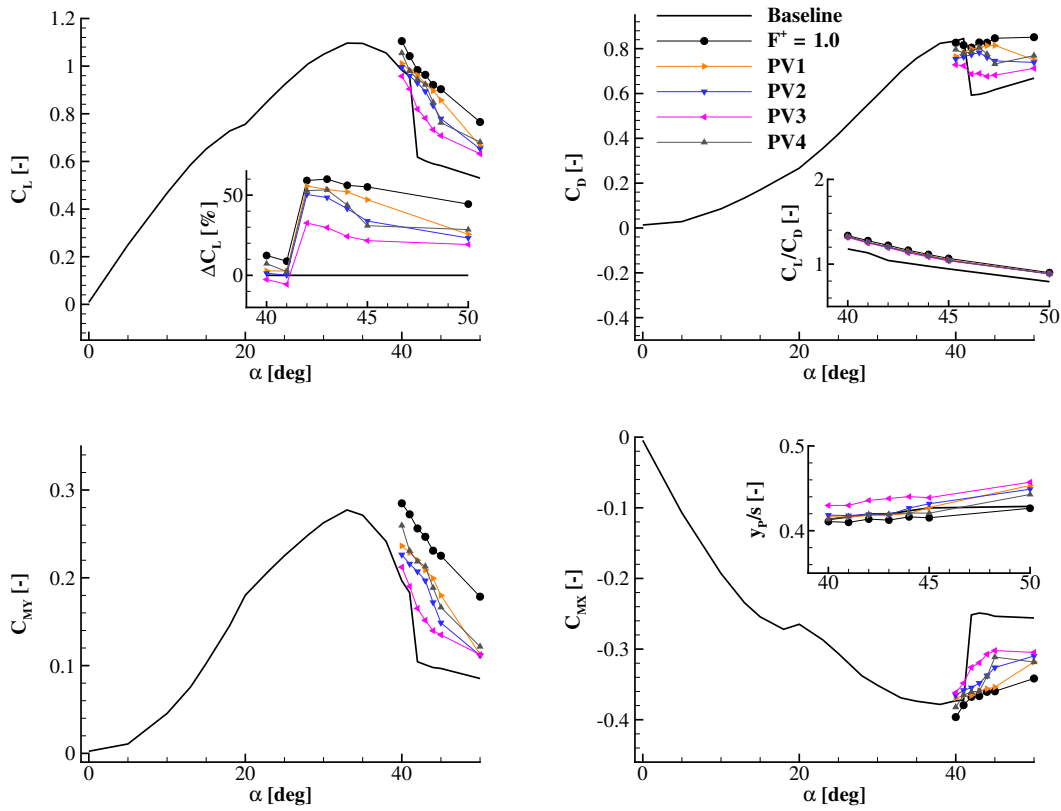 1.2
1
0.8
0.6
0.4
0.2
0
C_L [-]
0
20
40
α [deg]
50
0
ΔC_L [%]
40
45
50
Baseline
F⁺ = 1.0
PV1
PV2
PV3
PV4
0.8
0.6
0.4
0.2
0
-0.2
-0.4
C_D [-]
0
20
40
α [deg]
2
1
C_L/C_D [-]
40
45
50
0.3
0.2
0.1
0
C_MY [-]
0
20
40
α [deg]
0
-0.1
-0.2
-0.3
-0.4
C_MX [-]
0
20
40
α [deg]
0.5
0.4
y_P/s [-]
40
45
50